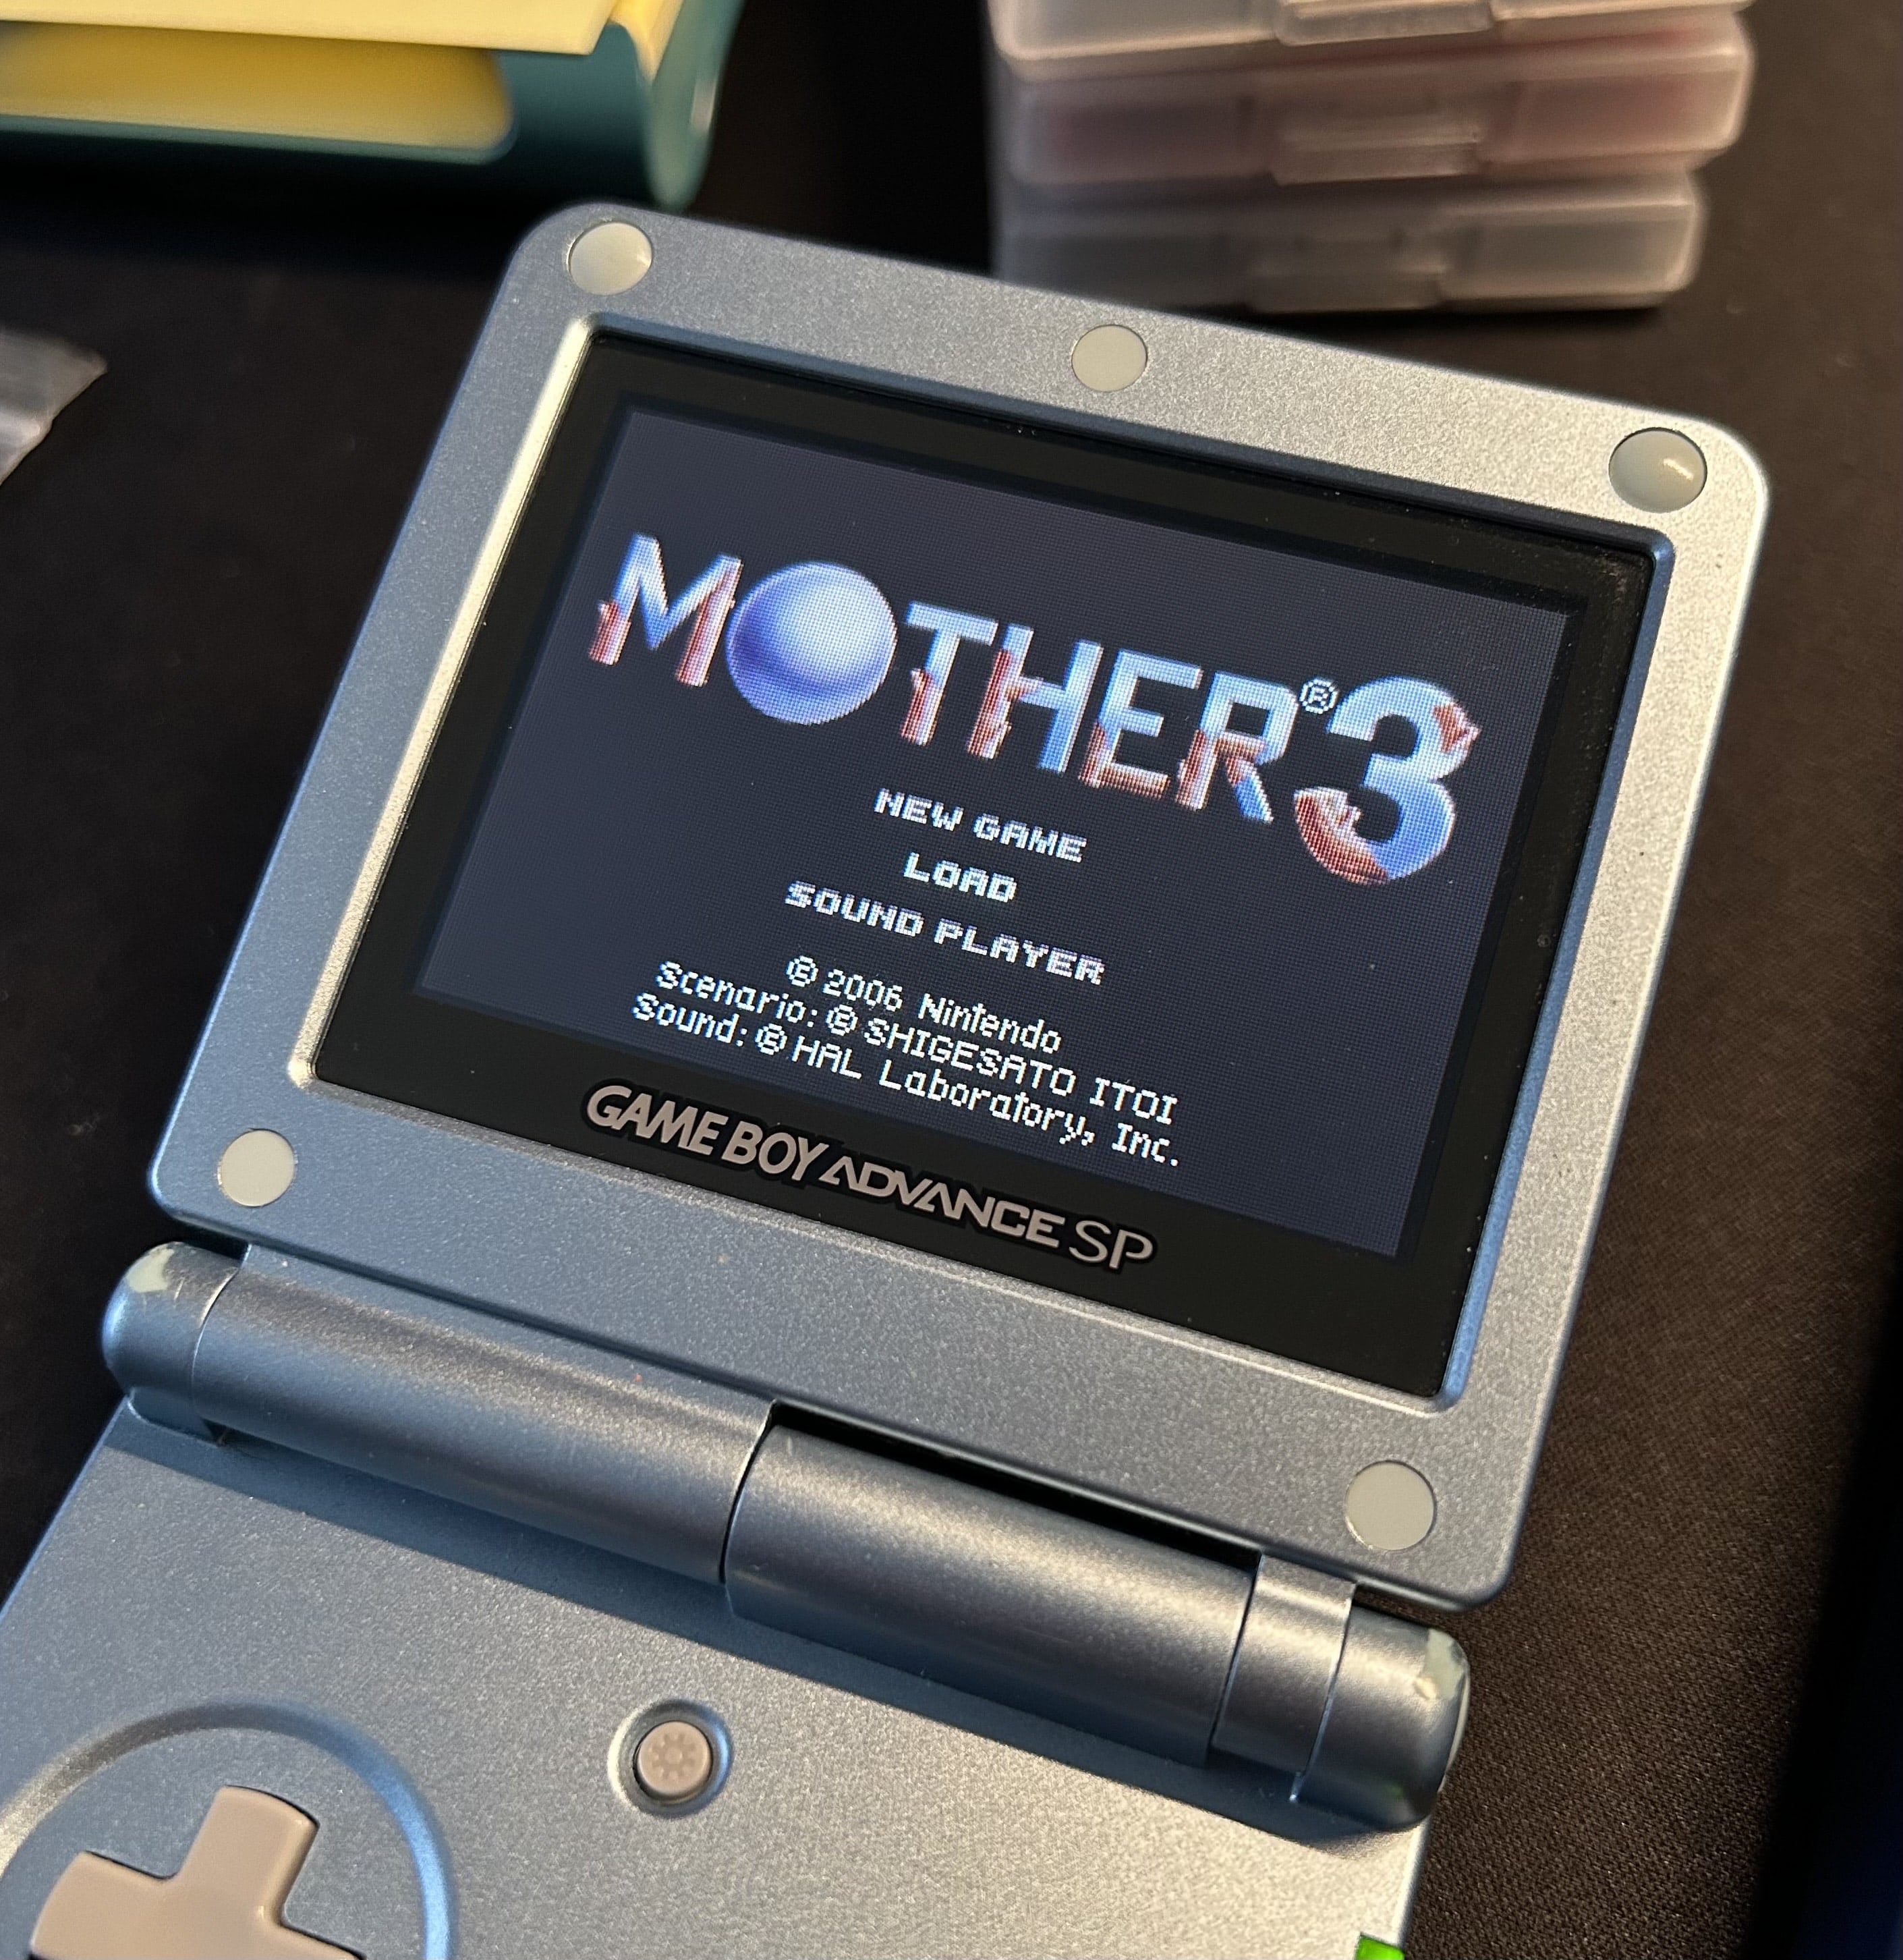 MOTHER®3
NEW GAME
LOAD
SOUND PLAYER
© 2006 Nintendo
Scenario: © SHIGESATO ITOI
Sound: © HAL Laboratory, Inc.
GAME BOY ADVANCE SP